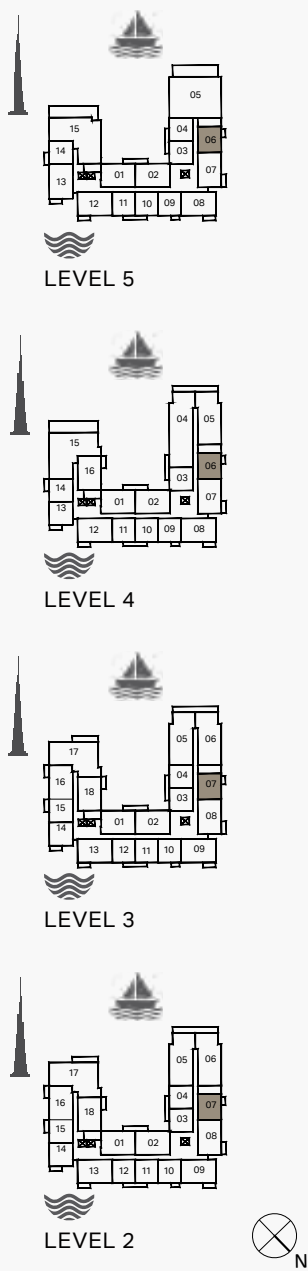 05
15 04 06
14 03
13 01 02 07
12 11 10 09 08
LEVEL 5
04 05
15
16 06
14 03
13 01 02 07
12 11 10 09 08
LEVEL 4
17 05 06
16 18 04 07
15 03
14 01 02 08
13 12 11 10 09
LEVEL 3
17 05 06
16 18 04 07
15 03
14 01 02 08
13 12 11 10 09
LEVEL 2
N